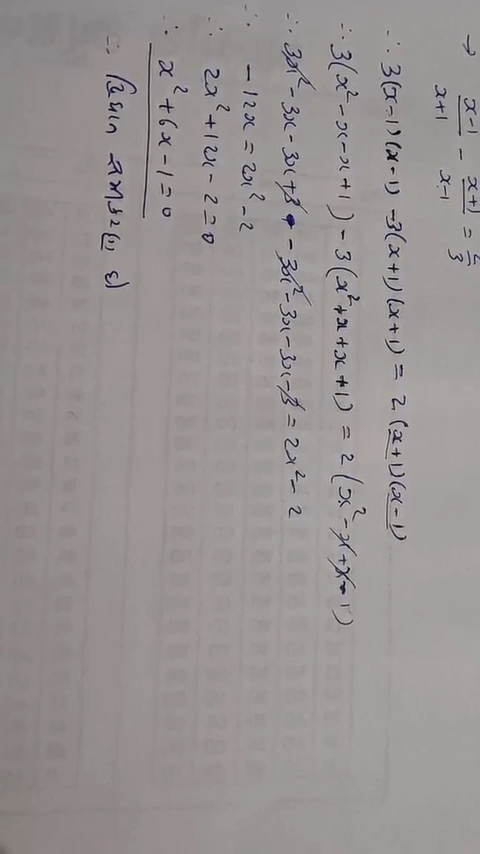 → x-1/x+1 - x+1/x-1 = 2/3
∴ 3(x-1)(x-1) - 3(x+1)(x+1) = 2(x+1)(x-1)
∴ 3(x²-x-x+1) - 3(x²+x+x+1) = 2(x²-x+x-1)
∴ 3x²-3x-3x+3 - 3x²-3x-3x-3 = 2x²-2
∴ -12x = 2x²-2
∴ 2x²+12x-2=0
∴ x²+6x-1=0
∴